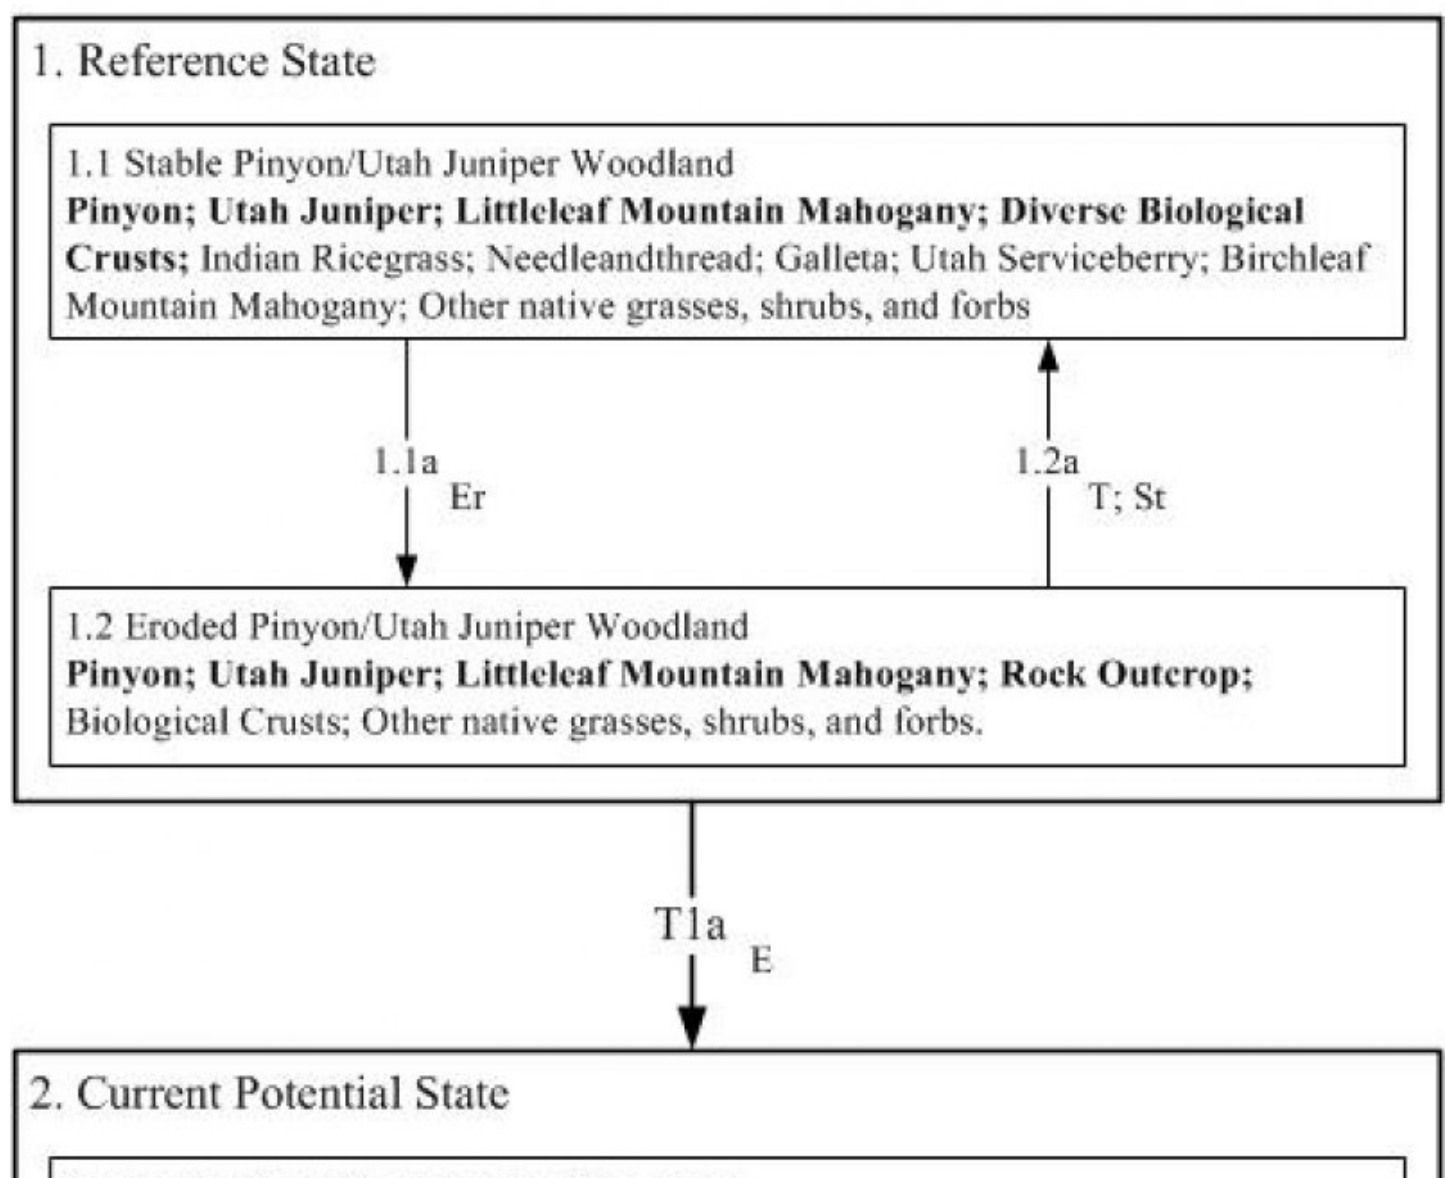 1. Reference State
1.1 Stable Pinyon/Utah Juniper Woodland
Pinyon; Utah Juniper; Littleleaf Mountain Mahogany; Diverse Biological
Crusts; Indian Ricegrass; Needleandthread; Galleta; Utah Serviceberry; Birchleaf
Mountain Mahogany; Other native grasses, shrubs, and forbs
1.1a
Er
1.2a
T; St
1.2 Eroded Pinyon/Utah Juniper Woodland
Pinyon; Utah Juniper; Littleleaf Mountain Mahogany; Rock Outcrop;
Biological Crusts; Other native grasses, shrubs, and forbs.
T1a
E
2. Current Potential State